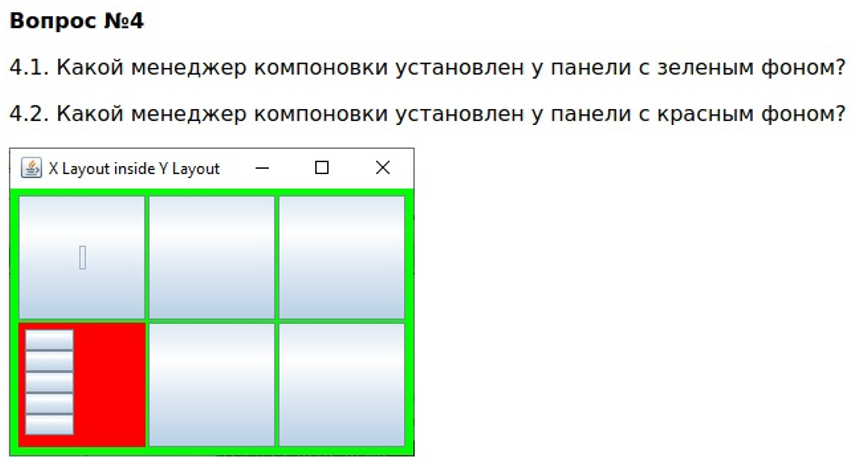 Вопрос №4
4.1. Какой менеджер компоновки установлен у панели с зеленым фоном?
4.2. Какой менеджер компоновки установлен у панели с красным фоном?
X Layout inside Y Layout